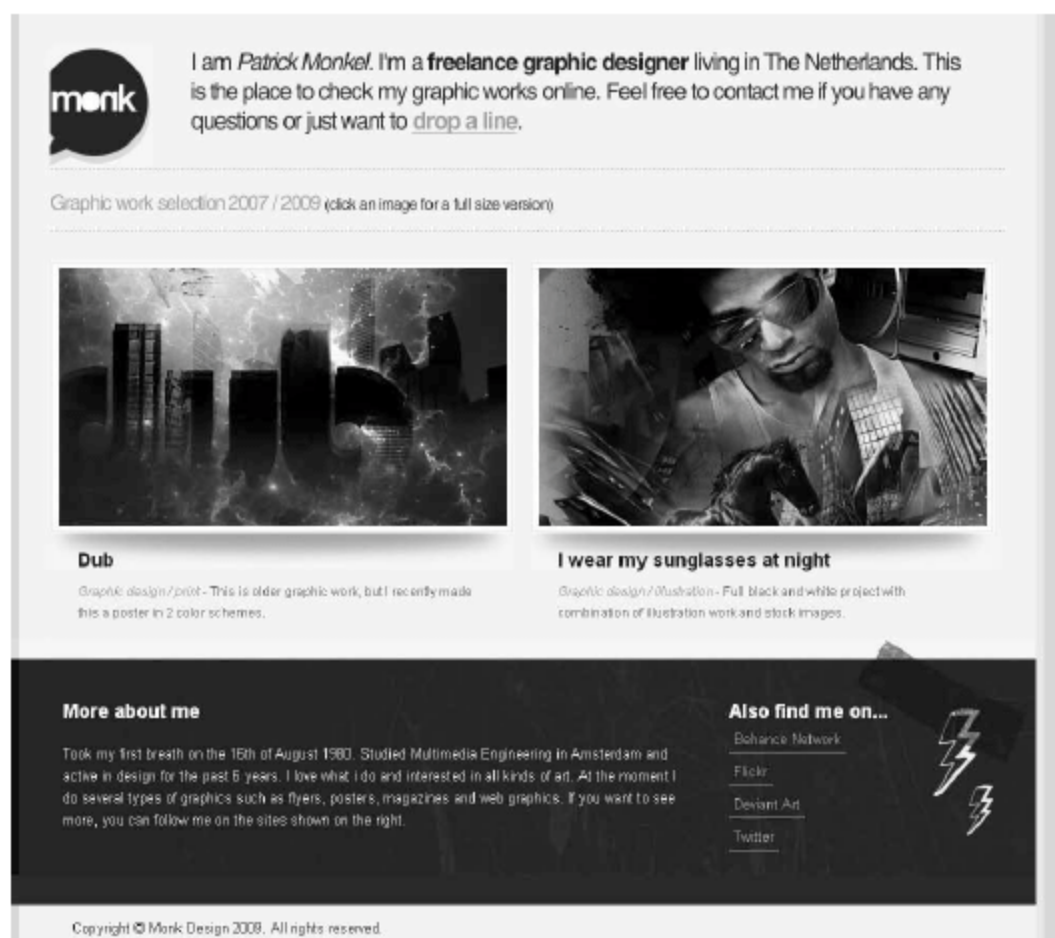 monk
I am Patrick Monkel. I'm a freelance graphic designer living in The Netherlands. This
is the place to check my graphic works online. Feel free to contact me if you have any
questions or just want to drop a line.
Graphic work selection 2007 / 2009 (click an image for a full size version)
Dub
Graphic design / print - This is older graphic work, but I recently made
this a poster in 2 color schemes.
I wear my sunglasses at night
Graphic design / illustration - Full black and white project with
combination of illustration work and stock images.
More about me
Took my first breath on the 16th of August 1980. Studied Multimedia Engineering in Amsterdam and
active in design for the past 6 years. I love what i do and interested in all kinds of art. At the moment I
do several types of graphics such as flyers, posters, magazines and web graphics. If you want to see
more, you can follow me on the sites shown on the right.
Also find me on...
Behance Network
Flickr
Deviant Art
Twitter
Copyright © Monk Design 2009. All rights reserved.